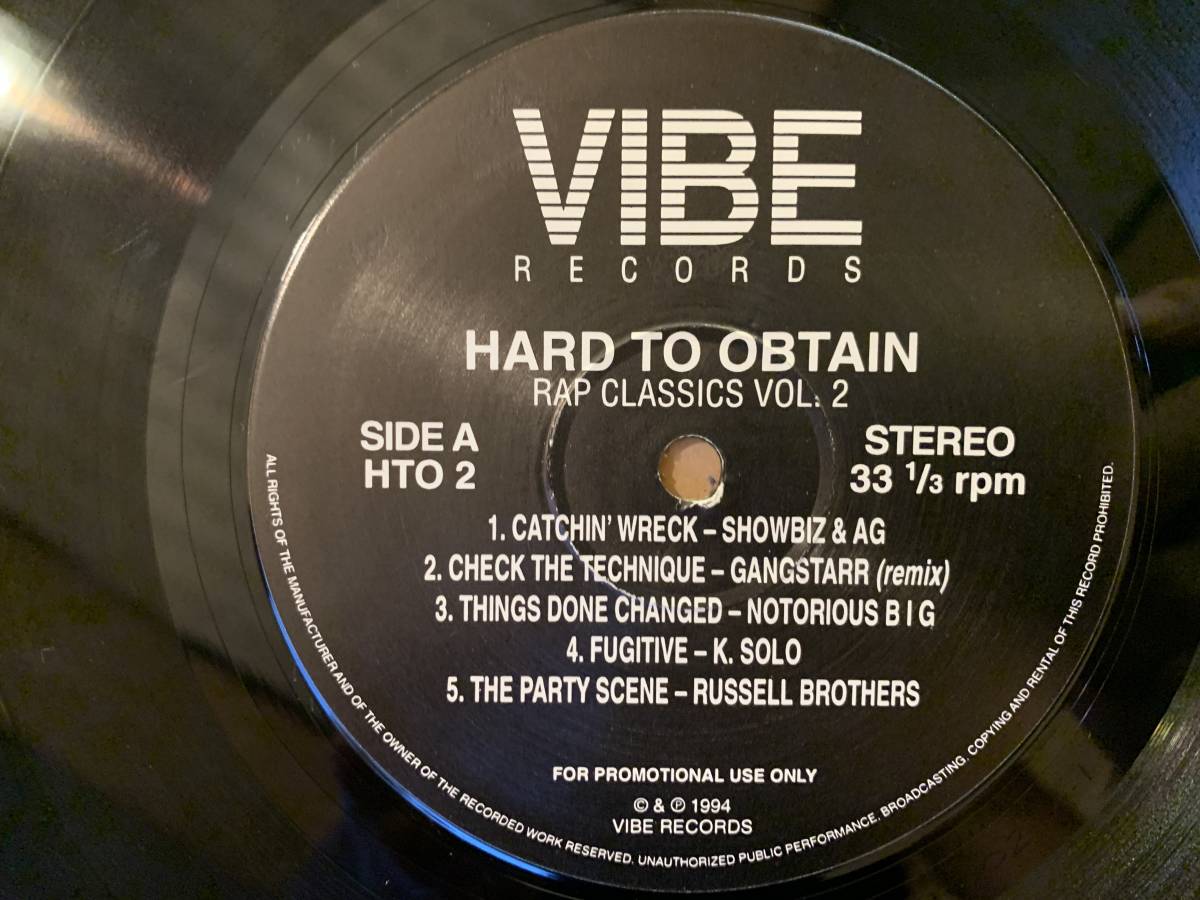 VIBE
RECORDS
HARD TO OBTAIN
RAP CLASSICS VOL. 2
SIDE A
HTO 2
STEREO
33 1/3 rpm
1. CATCHIN' WRECK – SHOWBIZ & AG
2. CHECK THE TECHNIQUE – GANGSTARR (remix)
3. THINGS DONE CHANGED – NOTORIOUS B I G
4. FUGITIVE – K. SOLO
5. THE PARTY SCENE – RUSSELL BROTHERS
FOR PROMOTIONAL USE ONLY
© & ℗ 1994
VIBE RECORDS
ALL RIGHTS OF THE MANUFACTURER AND OF THE OWNER OF THE RECORDED WORK RESERVED. UNAUTHORIZED PUBLIC PERFORMANCE, BROADCASTING, COPYING AND RENTAL OF THIS RECORD PROHIBITED.